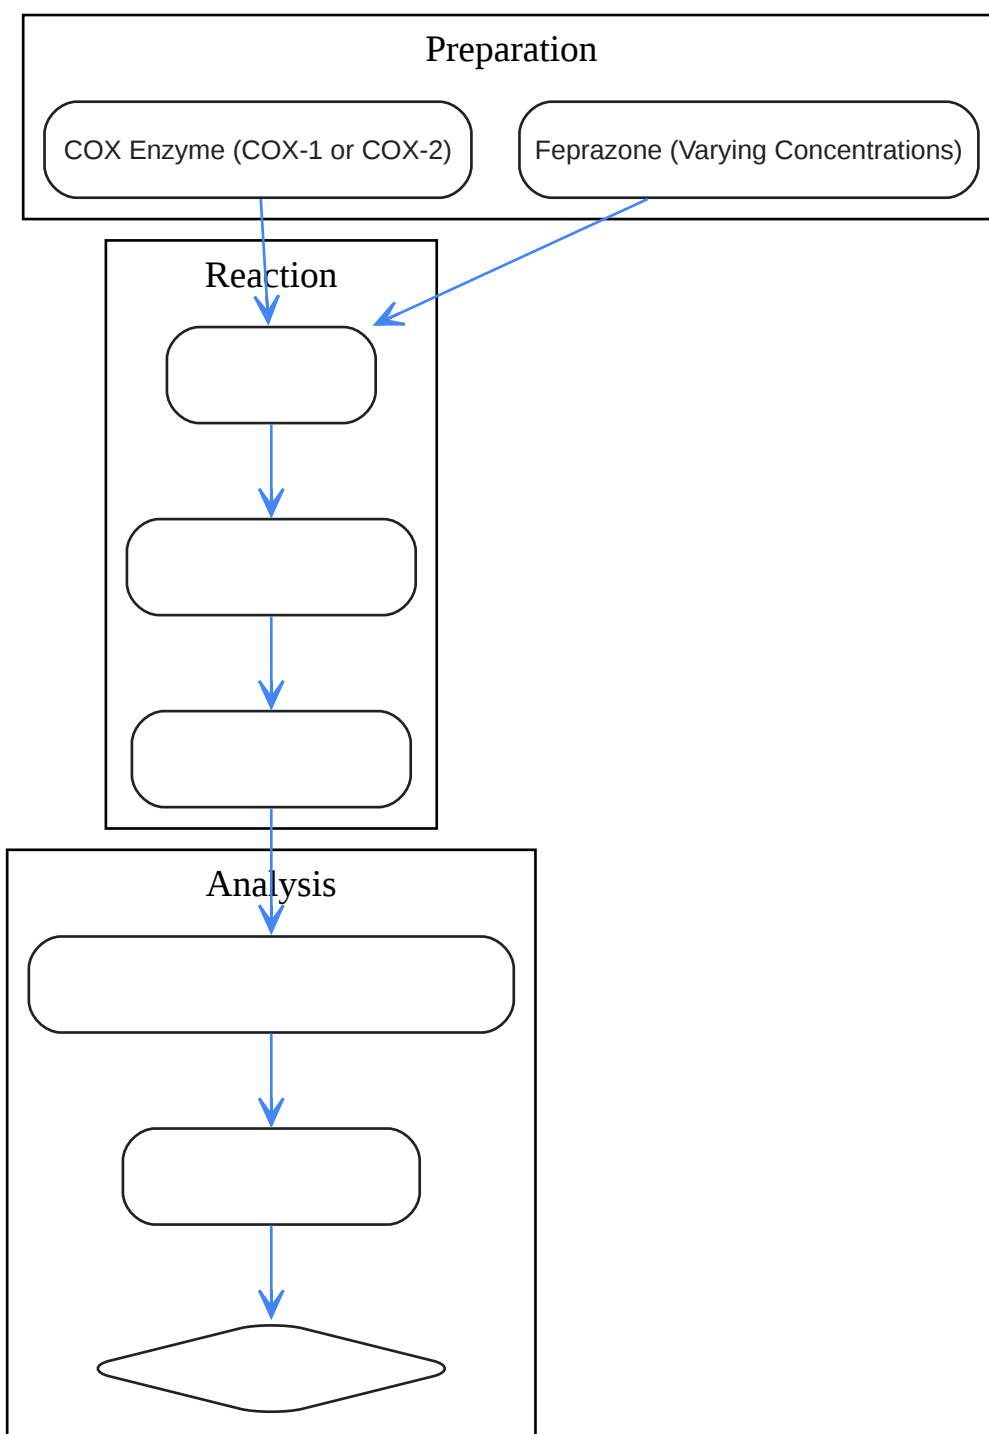 Preparation
COX Enzyme (COX-1 or COX-2)
Feprazone (Varying Concentrations)
Reaction
Analysis